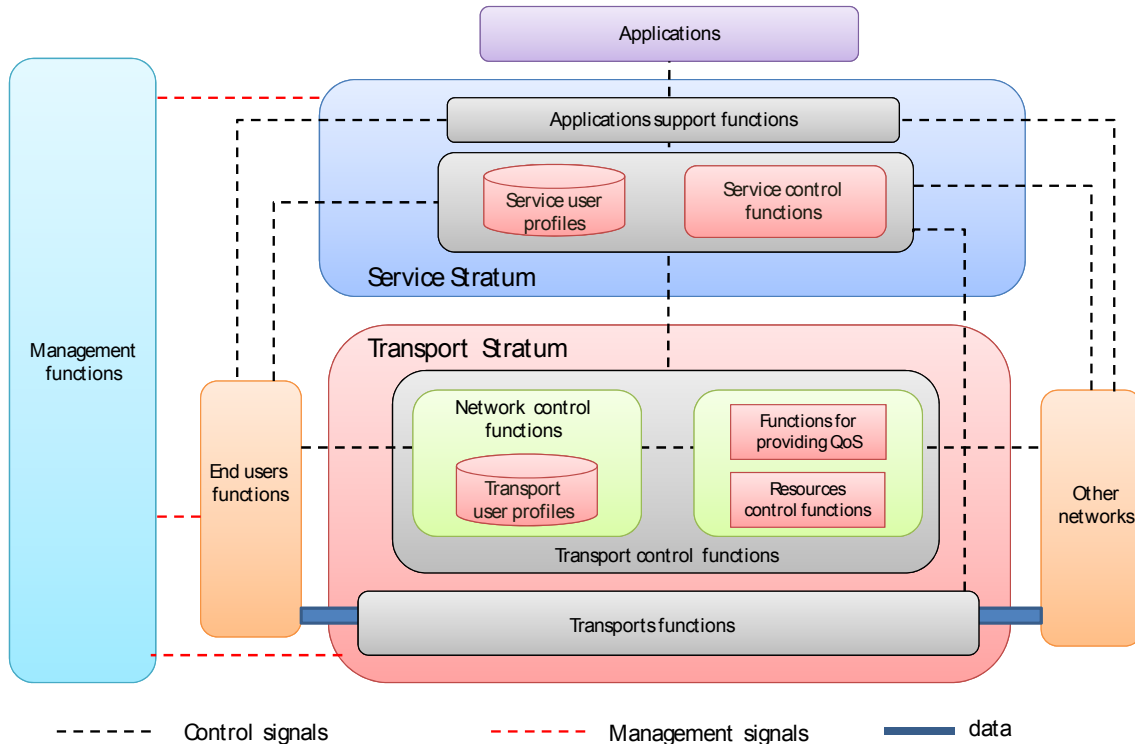 Applications
Applications support functions
Service user
profiles
Service control
functions
Service Stratum
Management
functions
Transport Stratum
Network control
functions
Functions for
providing QoS
End users
functions
Transport
user profiles
Resources
control functions
Other
networks
Transport control functions
Transports functions
Control signals
Management signals
data